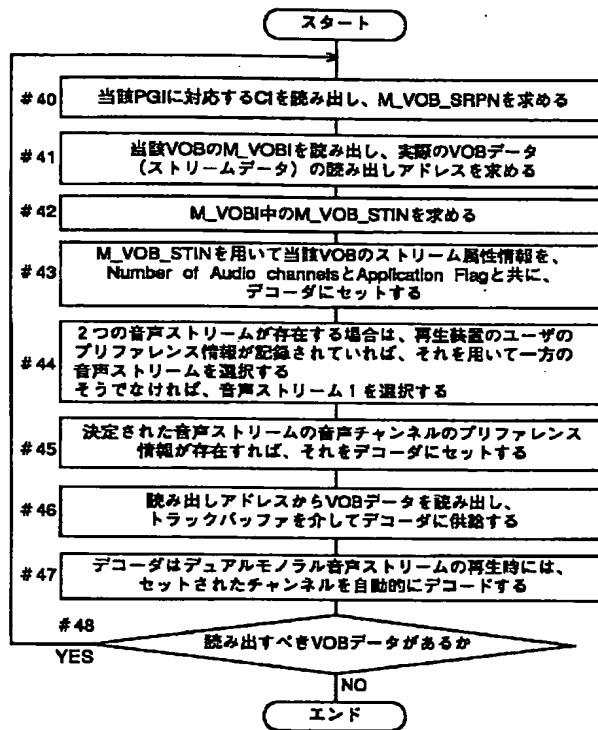 スタート
#40
当該PGIに対応するCIを読み出し、M_VOB_SRPNを求める
#41
当該VOBのM_VOBIを読み出し、実際のVOBデータ
(ストリームデータ)の読み出しアドレスを求める
#42
M_VOBI中のM_VOB_STINを求める
#43
M_VOB_STINを用いて当該VOBのストリーム属性情報を、
Number of Audio channelsとApplication Flagと共に、
デコーダにセットする
#44
2つの音声ストリームが存在する場合は、再生装置のユーザの
プリファレンス情報が記録されていれば、それを用いて一方の
音声ストリームを選択する
そうでなければ、音声ストリーム1を選択する
#45
決定された音声ストリームの音声チャンネルのプリファレンス
情報が存在すれば、それをデコーダにセットする
#46
読み出しアドレスからVOBデータを読み出し、
トラックバッファを介してデコーダに供給する
#47
デコーダはデュアルモノラル音声ストリームの再生時には、
セットされたチャンネルを自動的にデコードする
#48
読み出すべきVOBデータがあるか
YES
NO
エンド